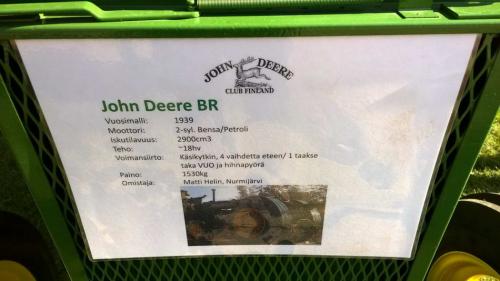 JOHN DEERE
CLUB FINLAND
John Deere BR
Vuosimalli: 1939
Moottori: 2-syl. Bensa/Petroli
Iskutilavuus: 2900cm3
Teho: ~18hv
Voimansiirto: Käsikytkin, 4 vaihdetta eteen/ 1 taakse
taka VUO ja hihnapyörä
Paino: 1530kg
Omistaja: Matti Helin, Nurmijärvi